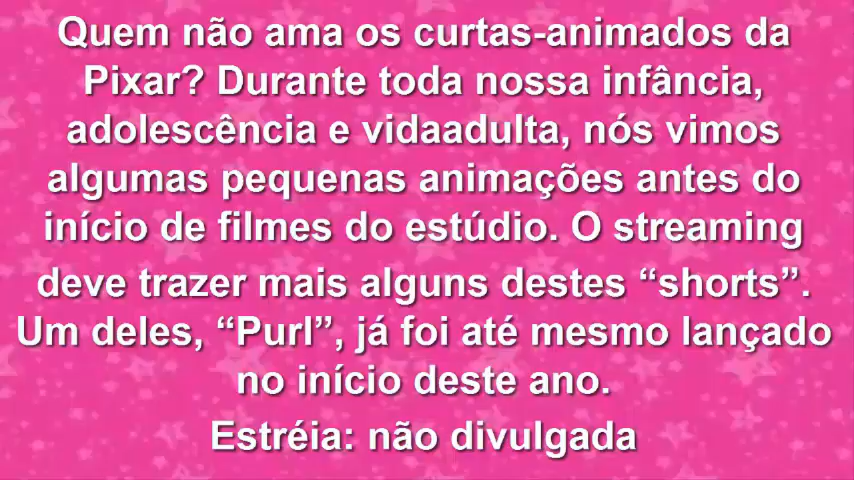 Quem não ama os curtas-animados da
Pixar? Durante toda nossa infância,
adolescência e vidaadulta, nós vimos
algumas pequenas animações antes do
início de filmes do estúdio. O streaming
deve trazer mais alguns destes “shorts”.
Um deles, “Purl”, já foi até mesmo lançado
no início deste ano.
Estréia: não divulgada